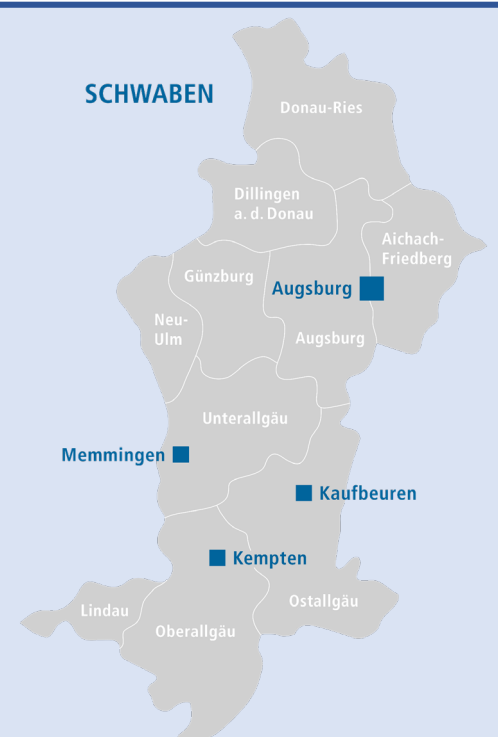 SCHWABEN
Donau-Ries
Dillingen
a. d. Donau
Aichach-
Friedberg
Günzburg
Augsburg
Neu-
Ulm
Augsburg
Unterallgäu
Memmingen
Kaufbeuren
Kempten
Lindau
Ostallgäu
Oberallgäu